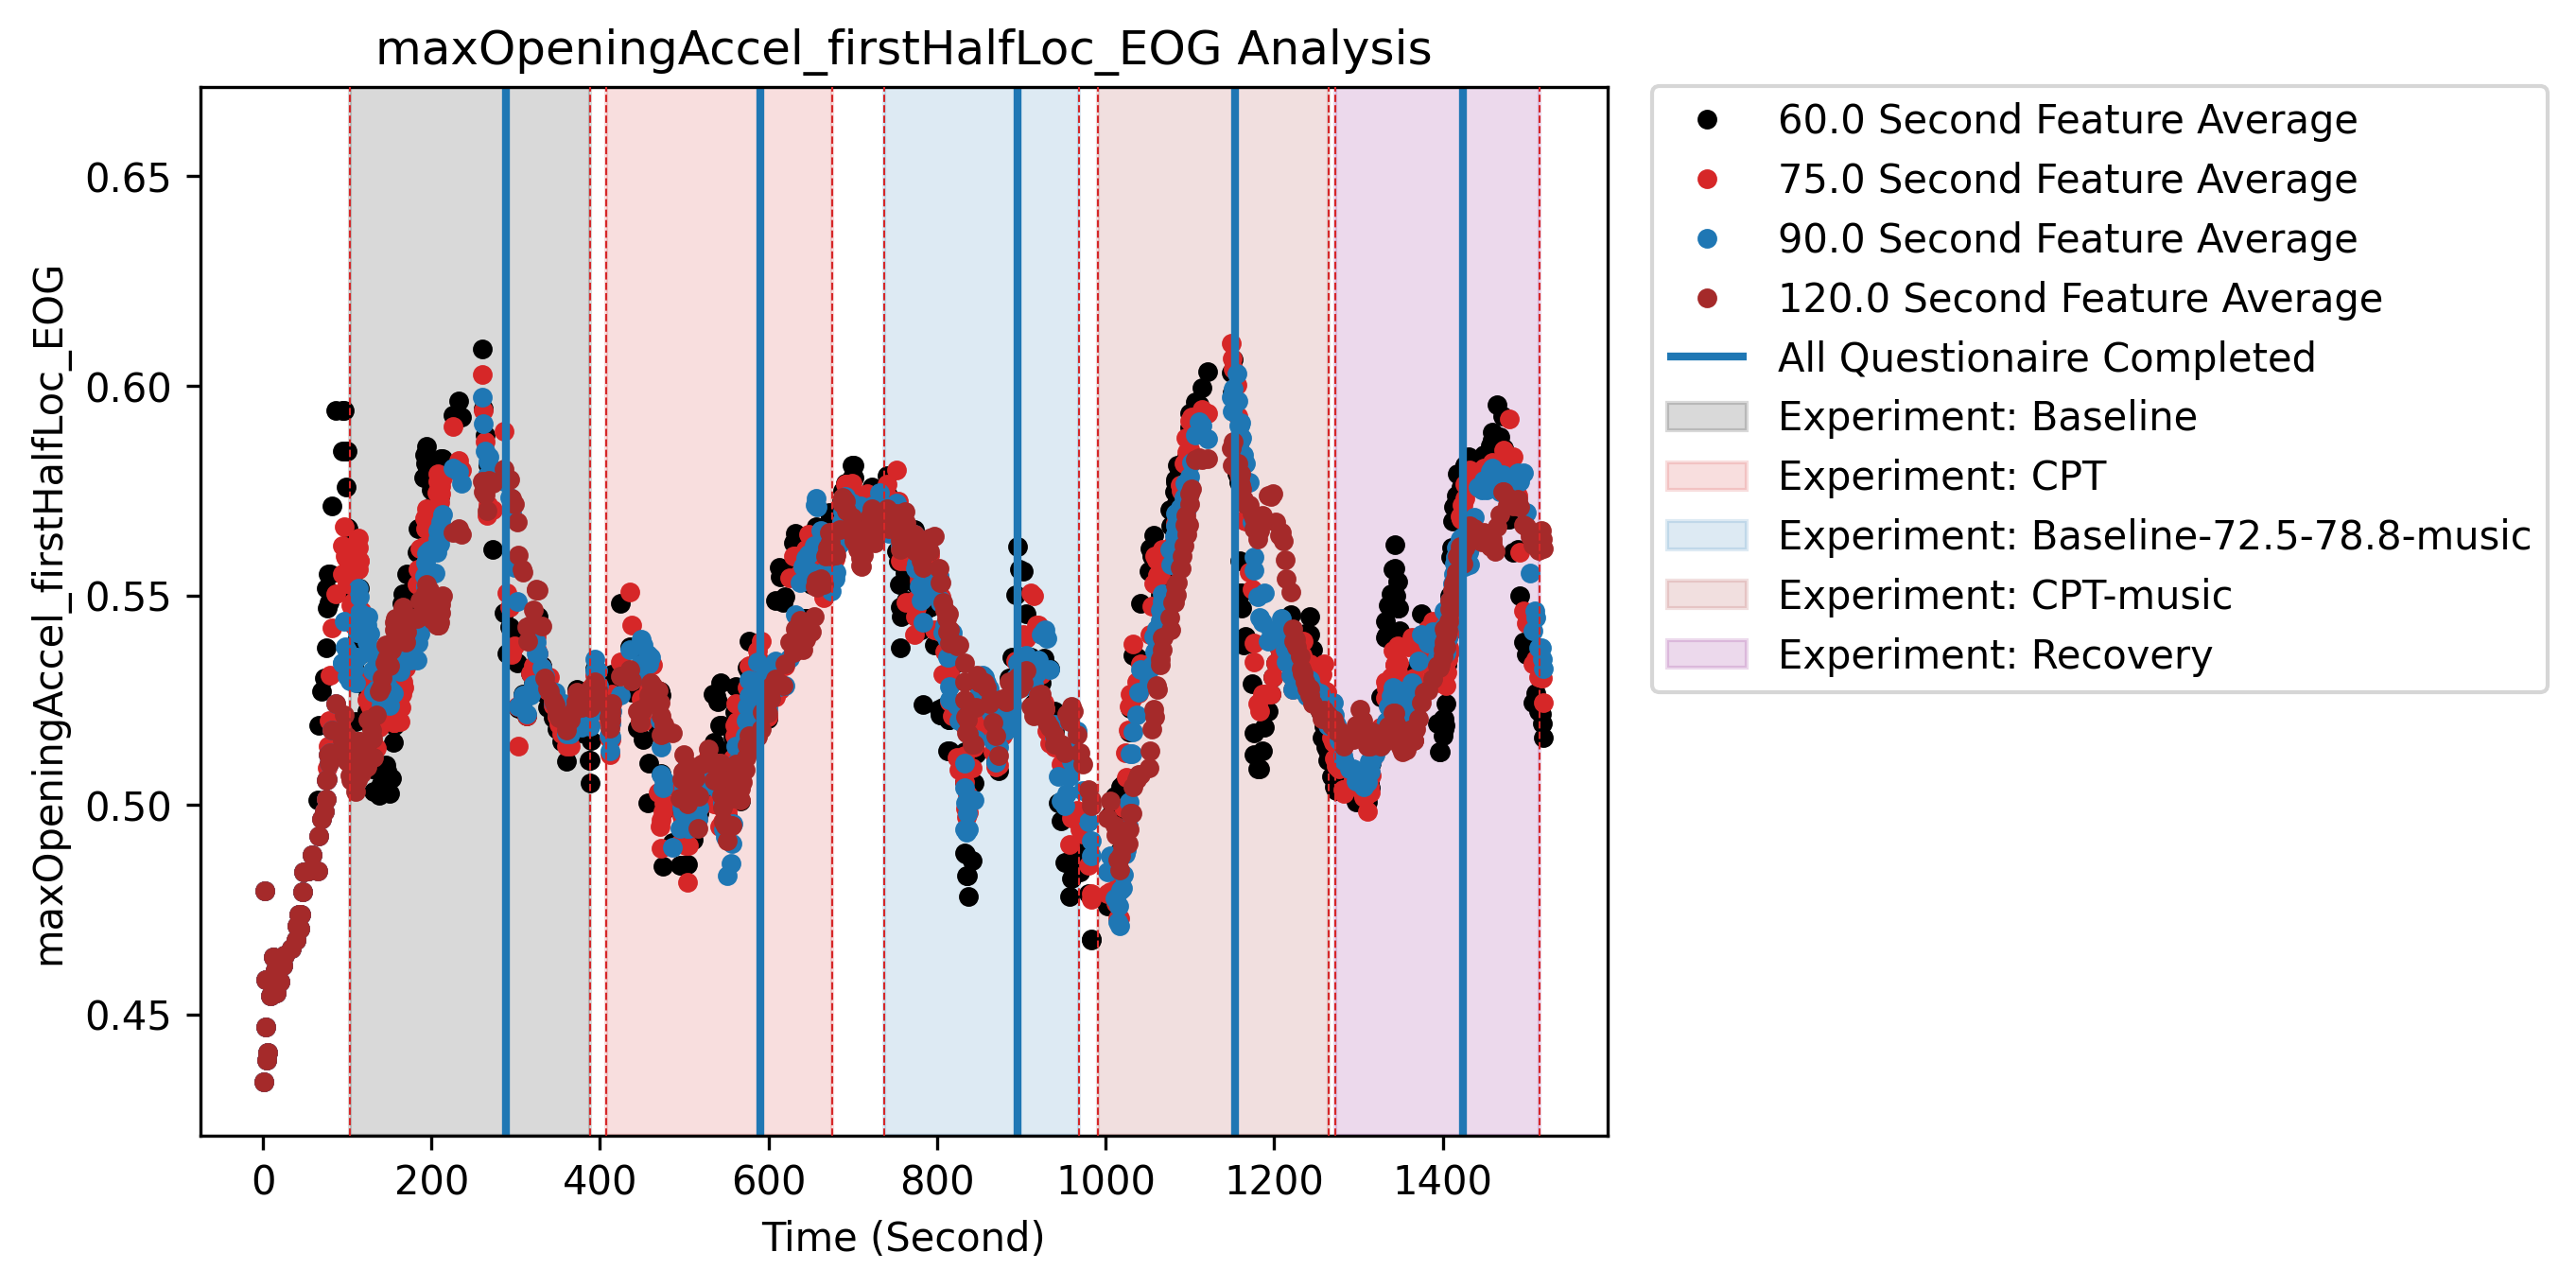 maxOpeningAccel_firstHalfLoc_EOG Analysis
maxOpeningAccel_firstHalfLoc_EOG
0.65
0.60
0.55
0.50
0.45
0 200 400 600 800 1000 1200 1400
Time (Second)
60.0 Second Feature Average
75.0 Second Feature Average
90.0 Second Feature Average
120.0 Second Feature Average
All Questionaire Completed
Experiment: Baseline
Experiment: CPT
Experiment: Baseline-72.5-78.8-music
Experiment: CPT-music
Experiment: Recovery